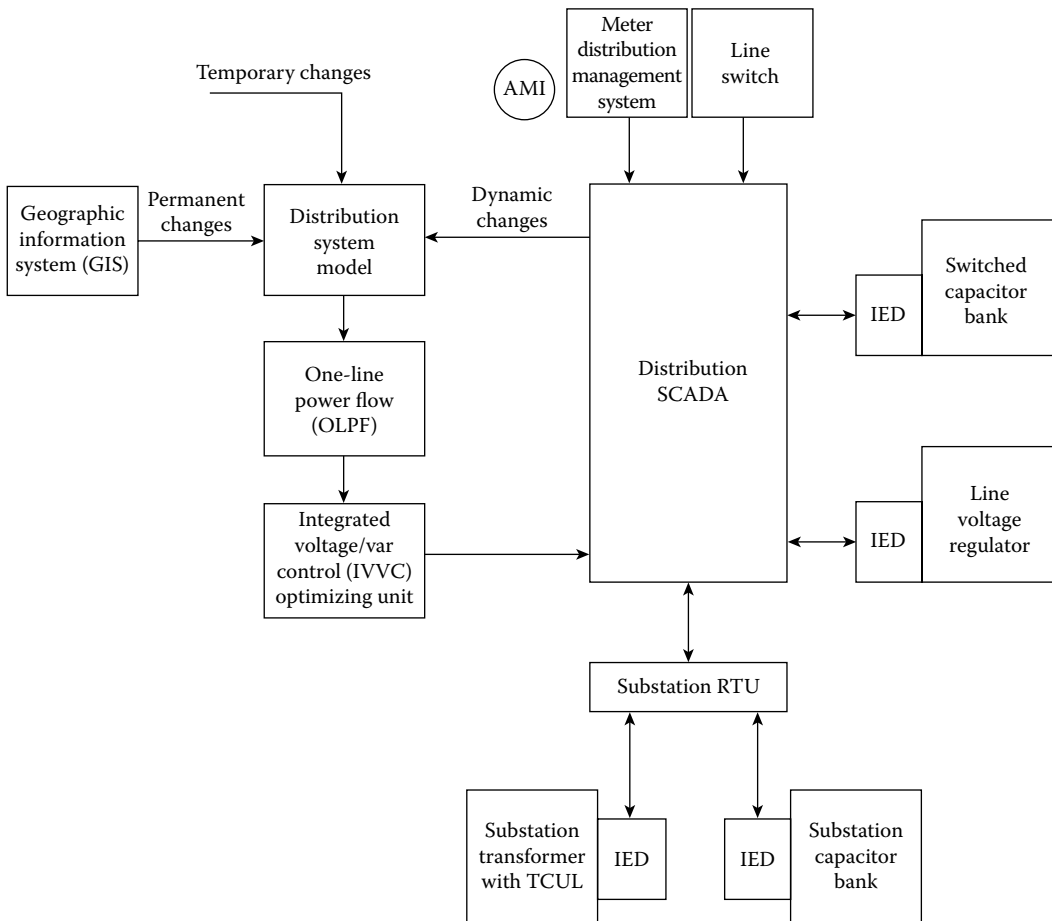 Temporary changes
AMI
Meter
distribution
management
system
Line
switch
Geographic
information
system (GIS)
Permanent
changes
Distribution
system
model
Dynamic
changes
Distribution
SCADA
IED
Switched
capacitor
bank
One-line
power flow
(OLPF)
Integrated
voltage/var
control (IVVC)
optimizing unit
IED
Line
voltage
regulator
Substation RTU
Substation
transformer
with TCUL
IED
IED
Substation
capacitor
bank